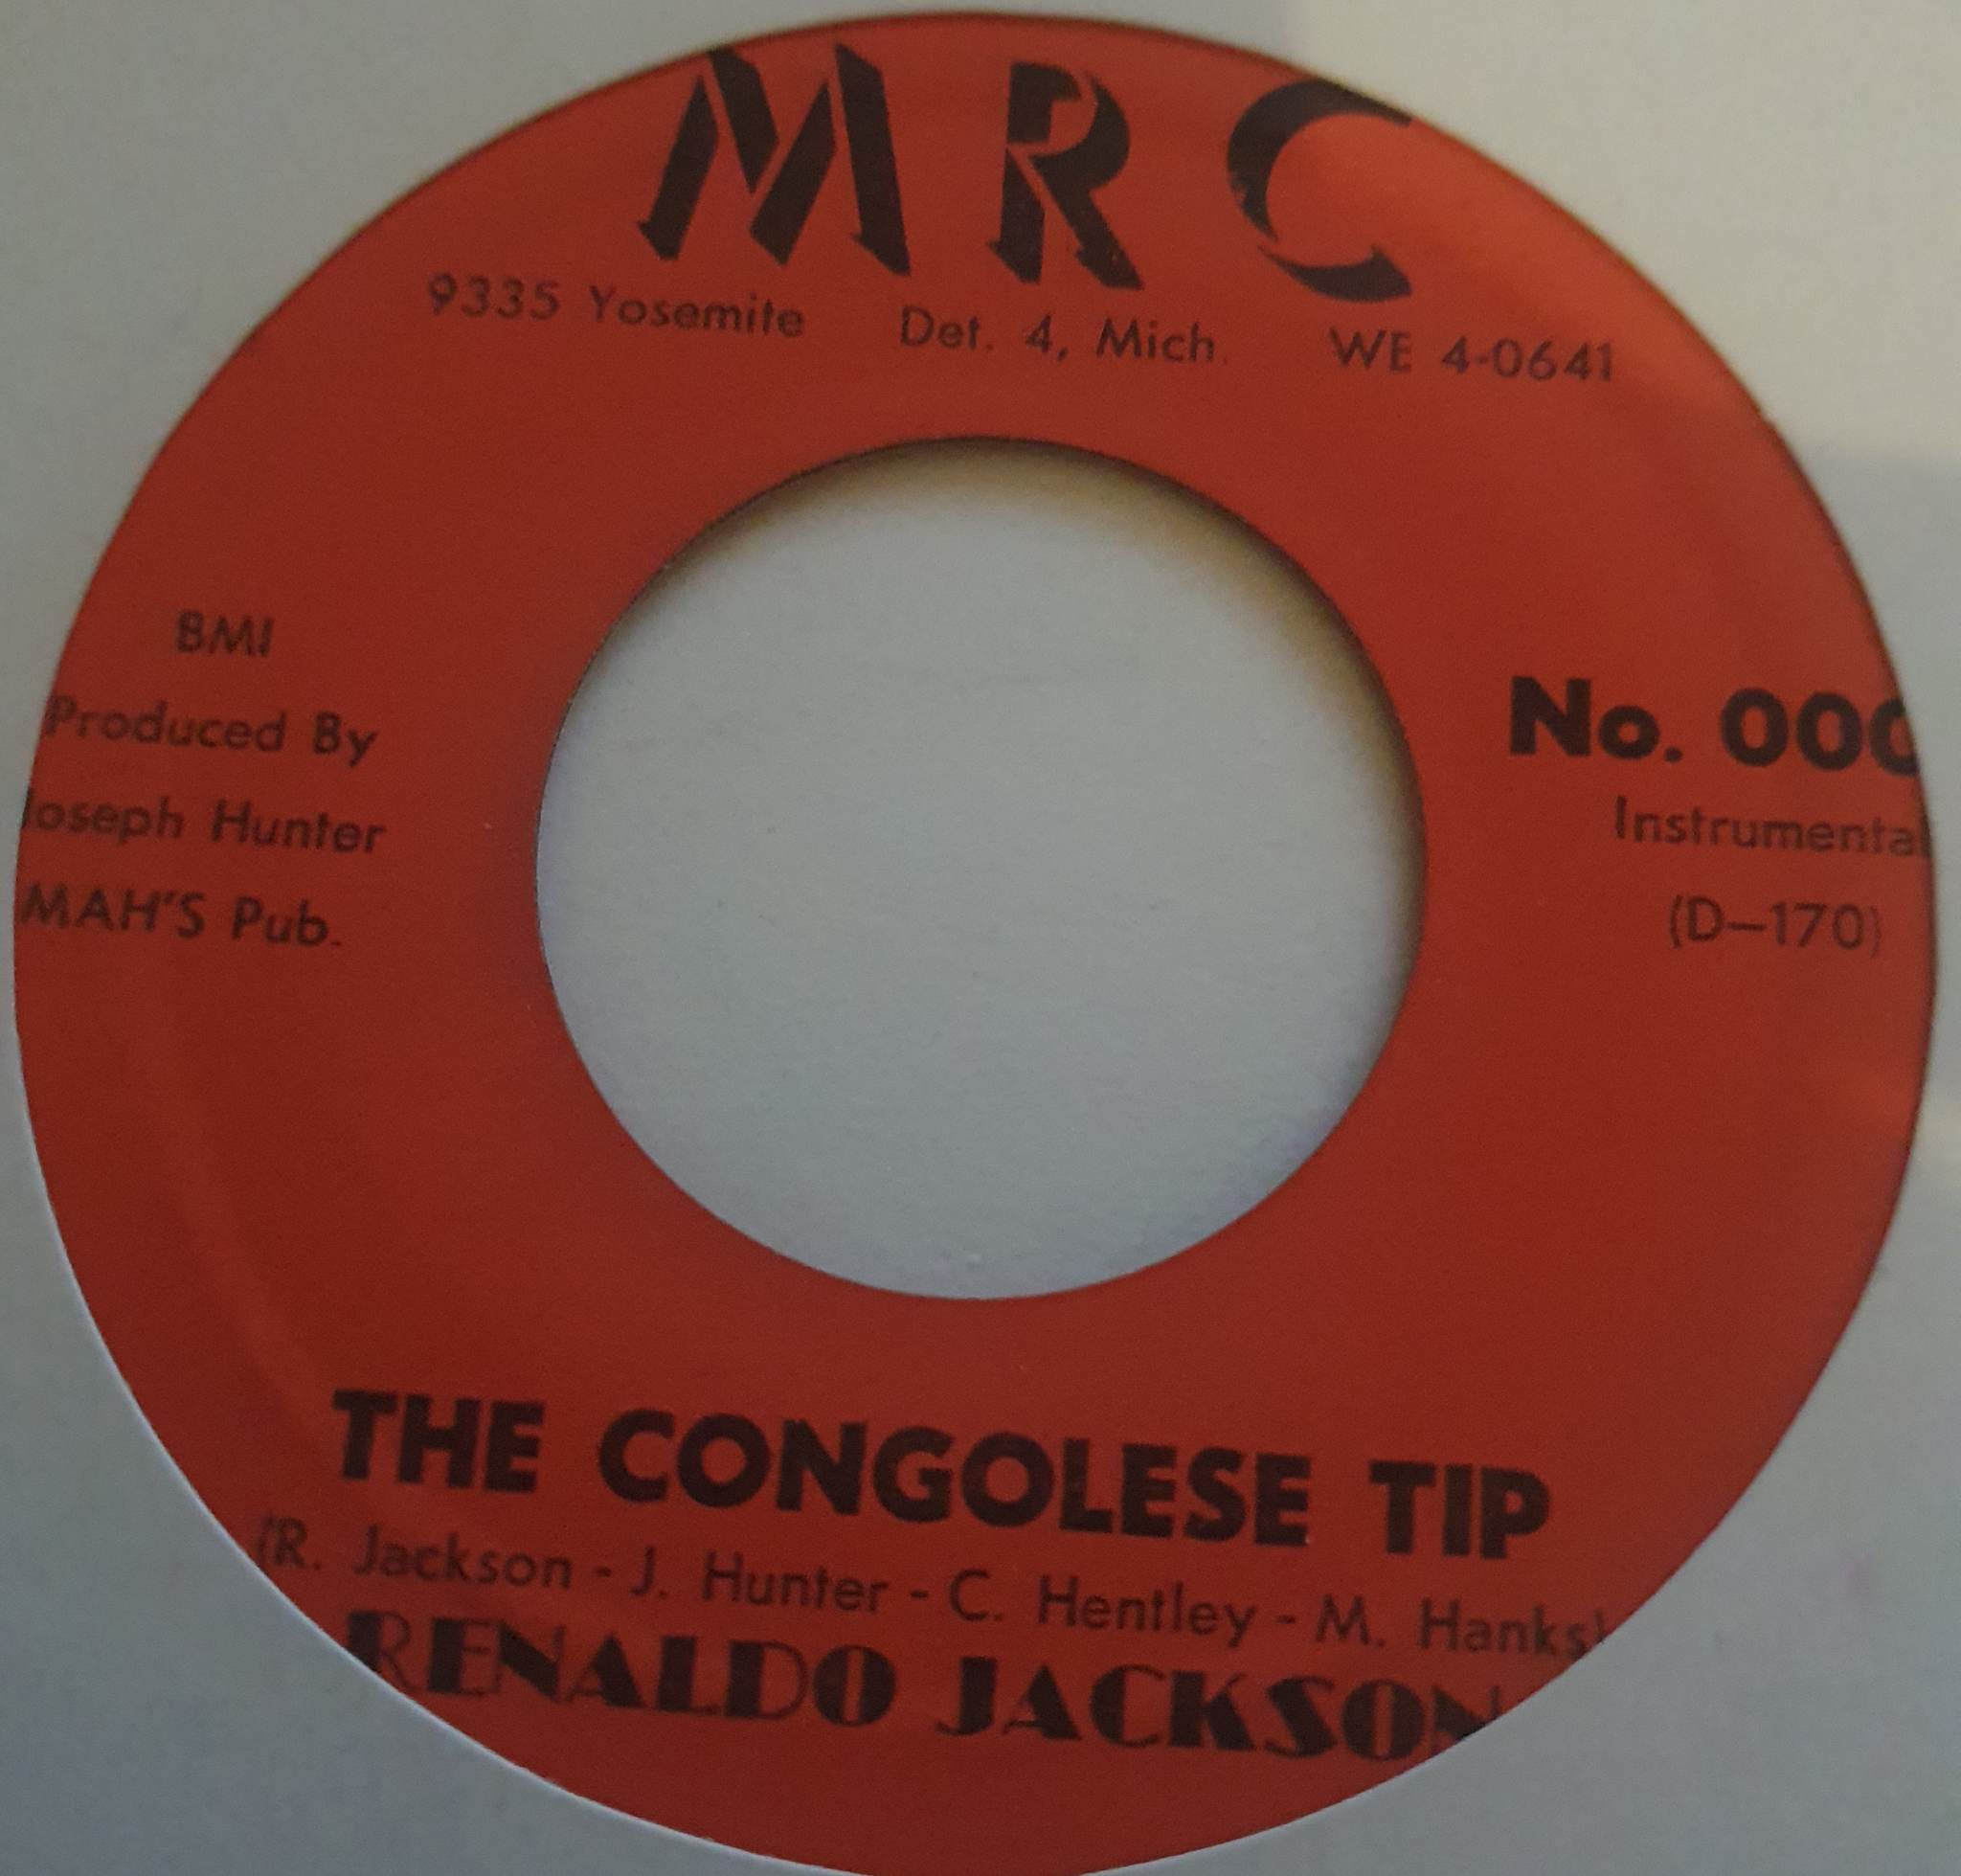 MRC
9335 Yosemite Det. 4, Mich. WE 4-0641
BMI
Produced By
Joseph Hunter
MAH'S Pub.
No. 000
Instrumental
(D-170)
THE CONGOLESE TIP
(R. Jackson - J. Hunter - C. Hentley - M. Hanks)
RENALDO JACKSON